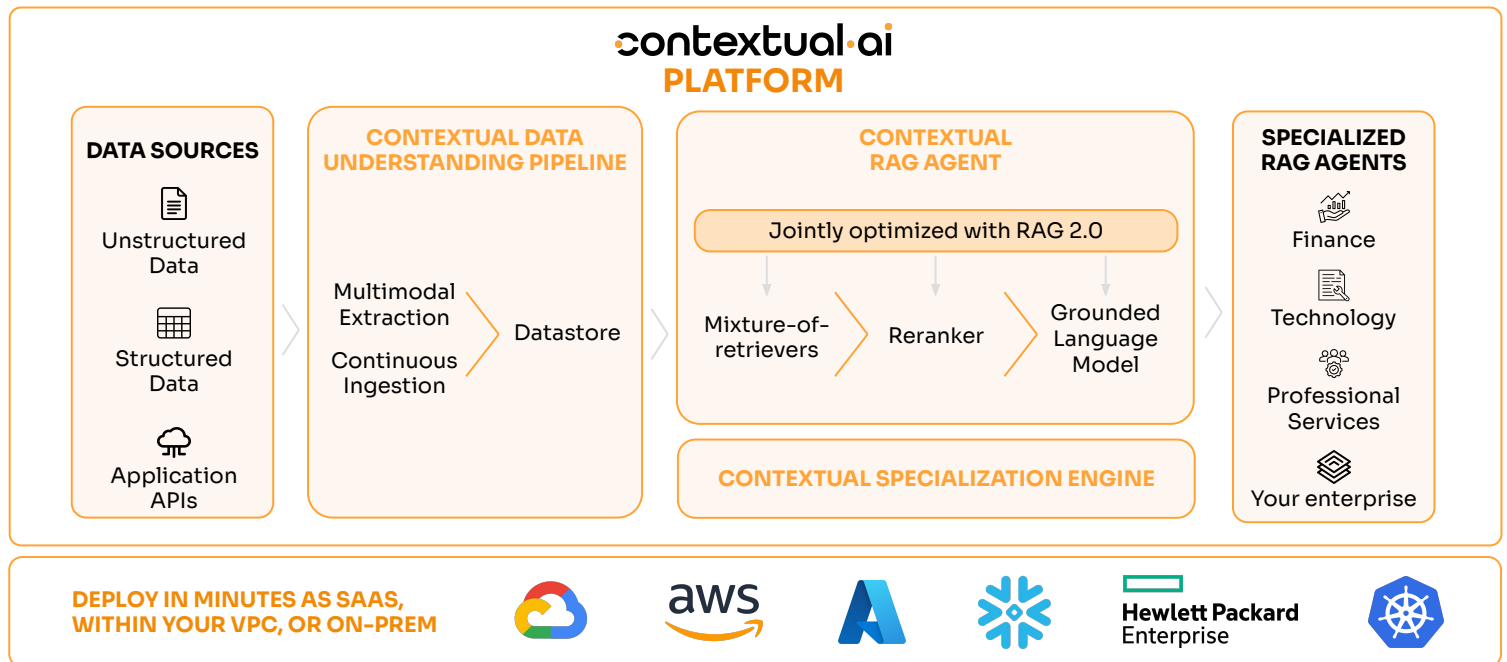 contextual·ai
PLATFORM
DATA SOURCES
Unstructured
Data
Structured
Data
Application
APIs
CONTEXTUAL DATA
UNDERSTANDING PIPELINE
Multimodal
Extraction
Continuous
Ingestion
Datastore
CONTEXTUAL
RAG AGENT
Jointly optimized with RAG 2.0
Mixture-of-
retrievers
Reranker
Grounded
Language
Model
CONTEXTUAL SPECIALIZATION ENGINE
SPECIALIZED
RAG AGENTS
Finance
Technology
Professional
Services
Your enterprise
DEPLOY IN MINUTES AS SAAS,
WITHIN YOUR VPC, OR ON-PREM
aws
Hewlett Packard
Enterprise